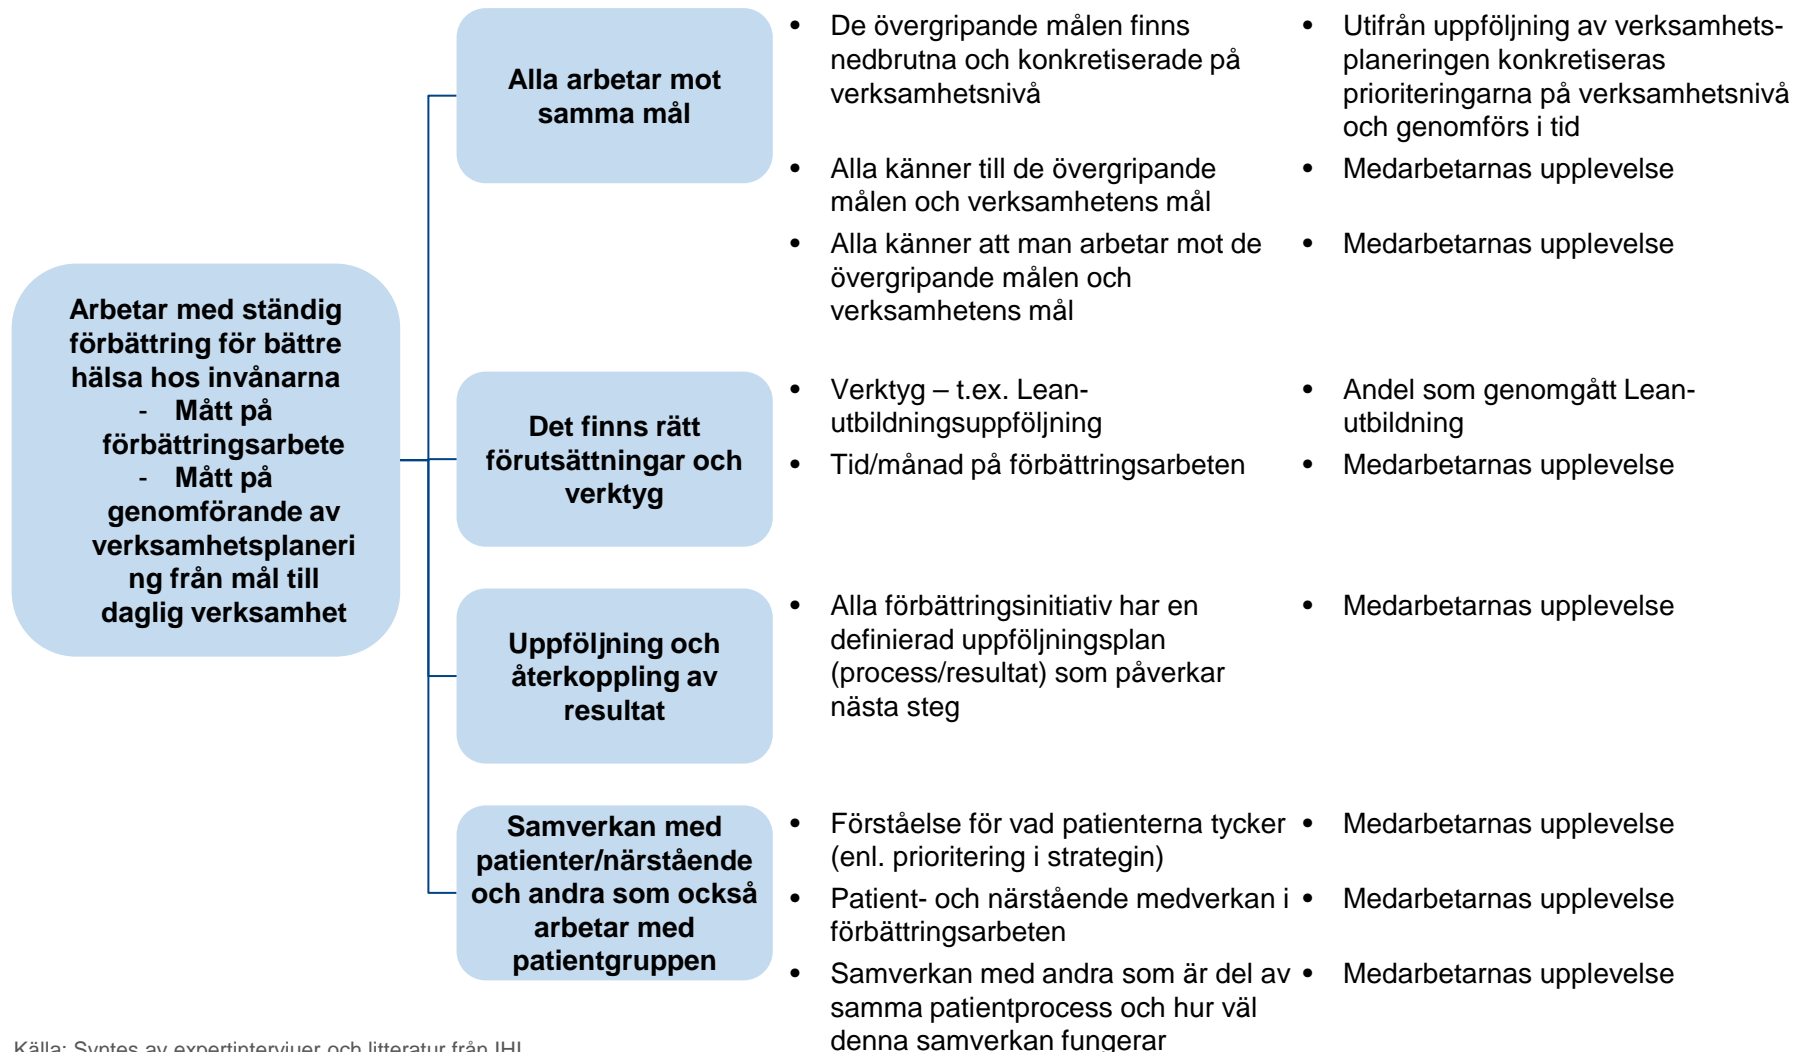 Alla arbetar mot
samma mål
• De övergripande målen finns
nedbrutna och konkretiserade på
verksamhetsnivå
• Utifrån uppföljning av verksamhets-
planeringen konkretiseras
prioriteringarna på verksamhetsnivå
och genomförs i tid
• Alla känner till de övergripande
målen och verksamhetens mål
• Medarbetarnas upplevelse
• Alla känner att man arbetar mot de
övergripande målen och
verksamhetens mål
• Medarbetarnas upplevelse
Arbetar med ständig
förbättring för bättre
hälsa hos invånarna
- Mått på
förbättringsarbete
- Mått på
genomförande av
verksamhetsplaneri
ng från mål till
daglig verksamhet
Det finns rätt
förutsättningar och
verktyg
• Verktyg – t.ex. Lean-
utbildningsuppföljning
• Andel som genomgått Lean-
utbildning
• Tid/månad på förbättringsarbeten
• Medarbetarnas upplevelse
Uppföljning och
återkoppling av
resultat
• Alla förbättringsinitiativ har en
definierad uppföljningsplan
(process/resultat) som påverkar
nästa steg
• Medarbetarnas upplevelse
Samverkan med
patienter/närstående
och andra som också
arbetar med
patientgruppen
• Förståelse för vad patienterna tycker
(enl. prioritering i strategin)
• Medarbetarnas upplevelse
• Patient- och närstående medverkan i
förbättringsarbeten
• Medarbetarnas upplevelse
• Samverkan med andra som är del av
samma patientprocess och hur väl
denna samverkan fungerar
• Medarbetarnas upplevelse
Källa: Syntes av expertintervjuer och litteratur från IHI